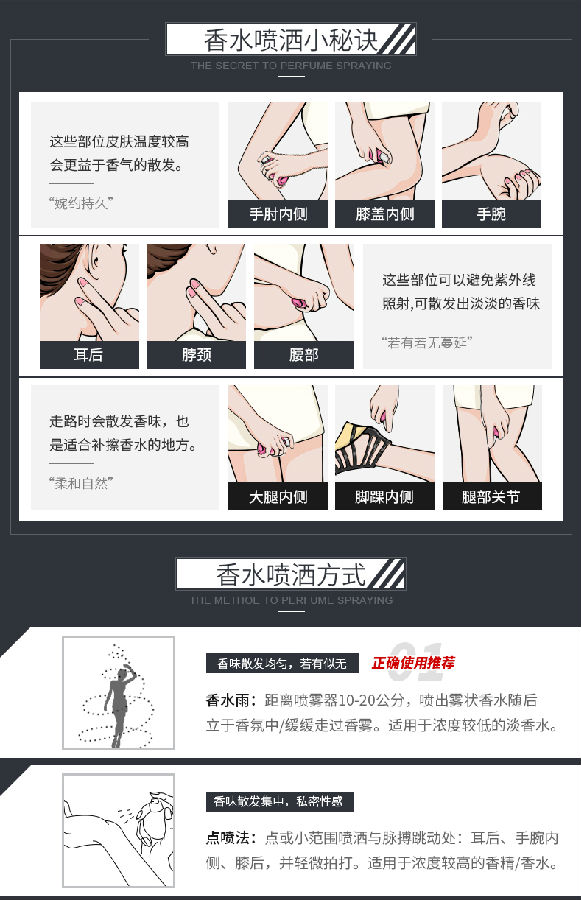 香水喷洒小秘诀
THE SECRET TO PERFUME SPRAYING
这些部位皮肤温度较高
会更益于香气的散发。
“婉约持久”
手肘内侧
膝盖内侧
手腕
耳后
脖颈
腰部
这些部位可以避免紫外线
照射,可散发出淡淡的香味
“若有若无蔓延”
走路时会散发香味，也
是适合补擦香水的地方。
“柔和自然”
大腿内侧
脚踝内侧
腿部关节
香水喷洒方式
THE METHOE TO PERFUME SPRAYING
香味散发均匀，若有似无
01
正确使用推荐
香水雨：距离喷雾器10-20公分，喷出雾状香水随后
立于香氛中/缓缓走过香雾。适用于浓度较低的淡香水。
香味散发集中，私密性感
点喷法：点或小范围喷洒与脉搏跳动处：耳后、手腕内
侧、膝后，并轻微拍打。适用于浓度较高的香精/香水。